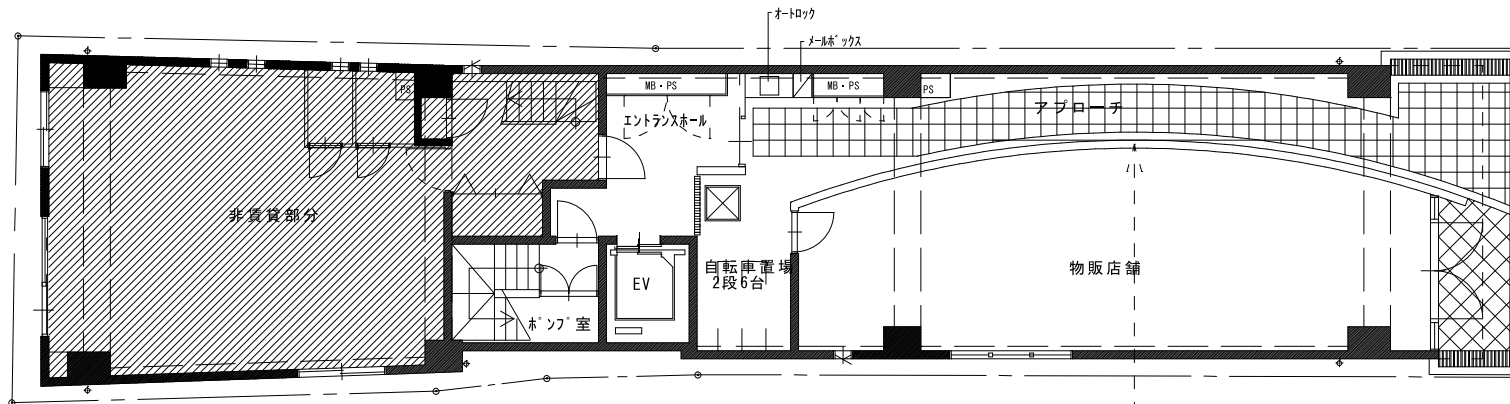 オートロック
メールボックス
MB・PS
MB・PS
PS
PS
アプローチ
エントランスホール
非賃貸部分
自転車置場
2段6台
物販店舗
EV
ポンプ室